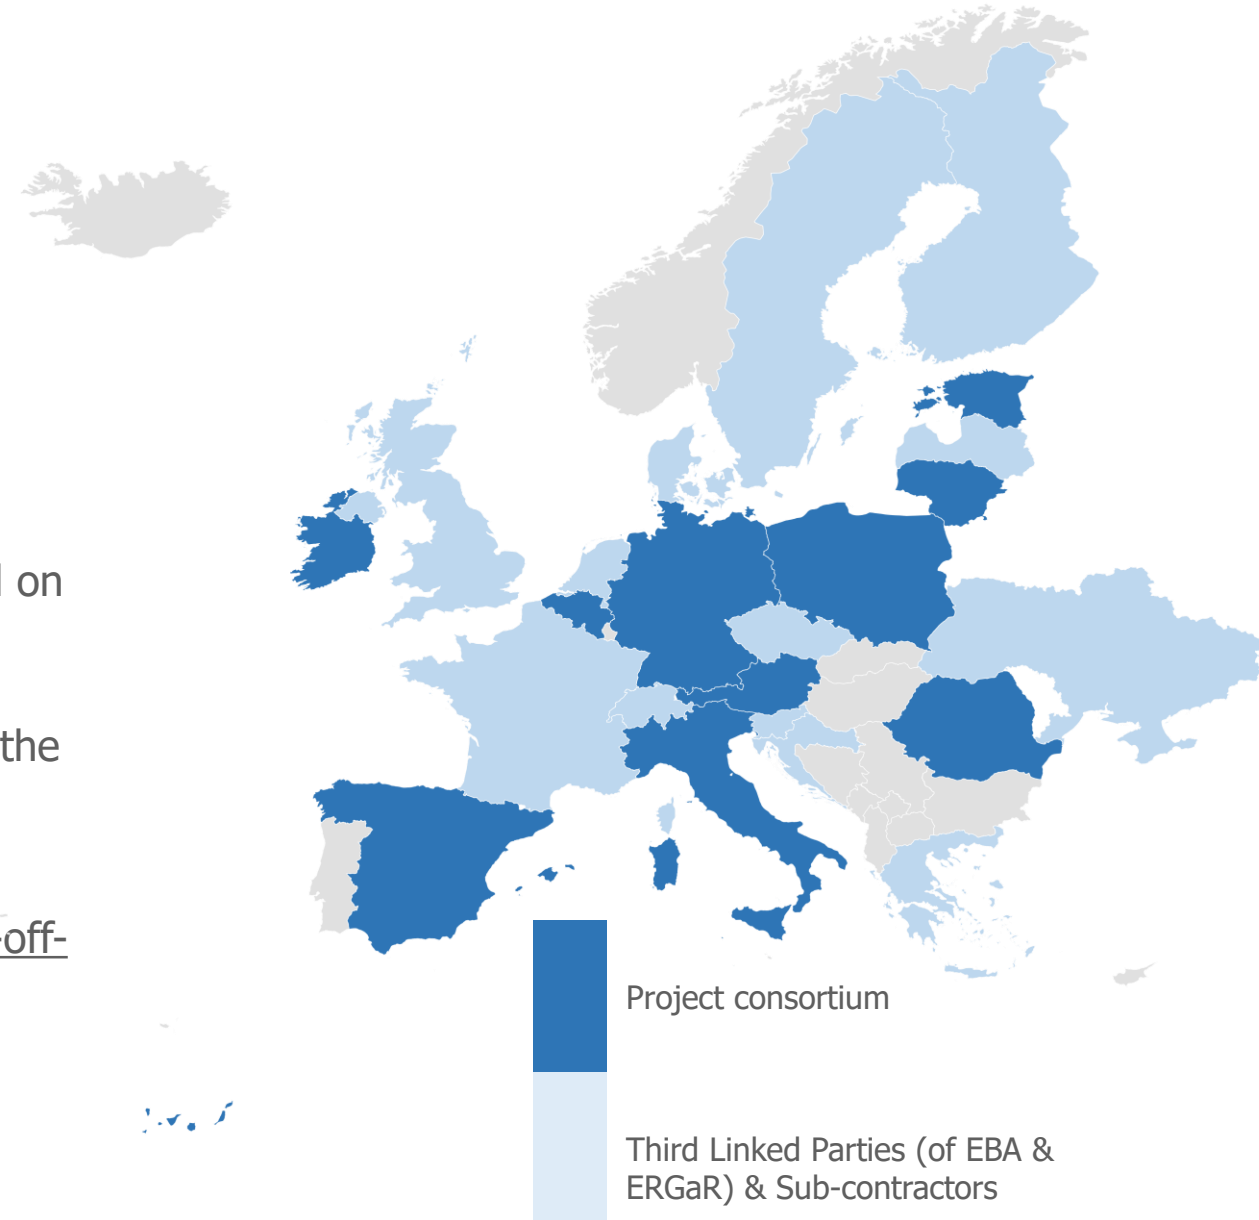 l on
the
-off-
Project consortium
Third Linked Parties (of EBA &
ERGaR) & Sub-contractors